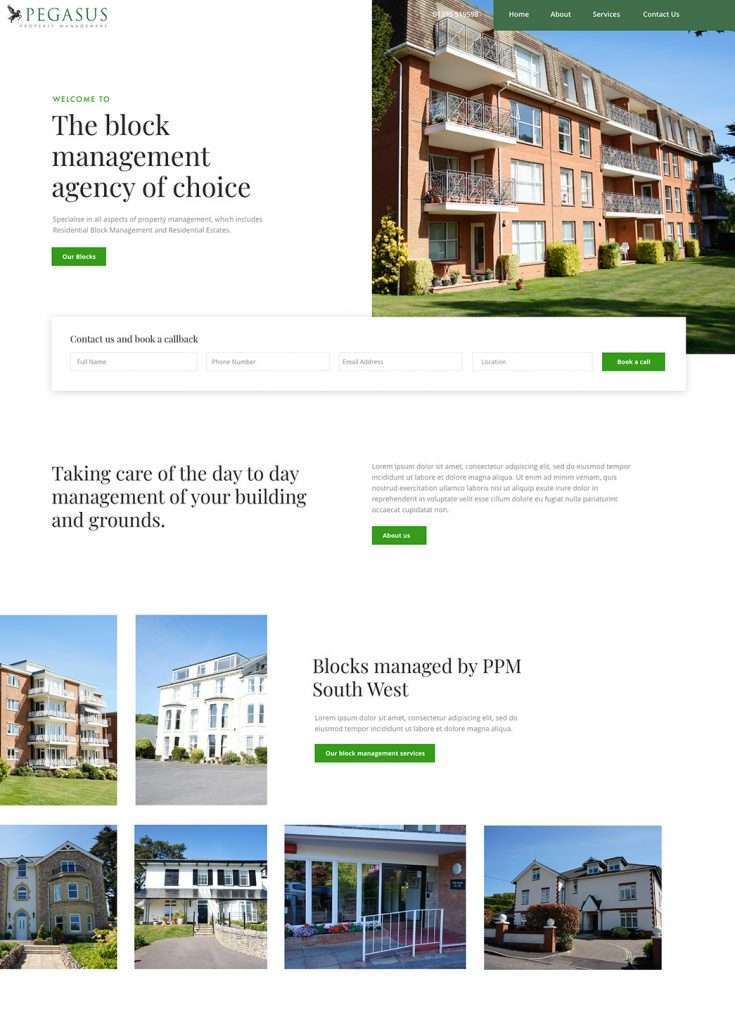 PEGASUS
PROPERTY MANAGEMENT
Home
About
Services
Contact Us
WELCOME TO
The block
management
agency of choice
Specialise in all aspects of property management, which includes
Residential Block Management and Residential Estates.
Our Blocks
Contact us and book a callback
Full Name
Phone Number
Email Address
Location
Book a call
Taking care of the day to day
management of your building
and grounds.
Lorem ipsum dolor sit amet, consectetur adipiscing elit, sed do eiusmod tempor
incididunt ut labore et dolore magna aliqua. Ut enim ad minim veniam, quis
nostrud exercitation ullamco laboris nisi ut aliquip exute irure dolor in
reprehenderit in voluptate velit esse cillum dolore eu fugiat nulla pariaturint
occaecat cupidatat non.
About us
Blocks managed by PPM
South West
Lorem ipsum dolor sit amet, consectetur adipiscing elit, sed do
eiusmod tempor incididunt ut labore et dolore magna aliqua.
Our block management services